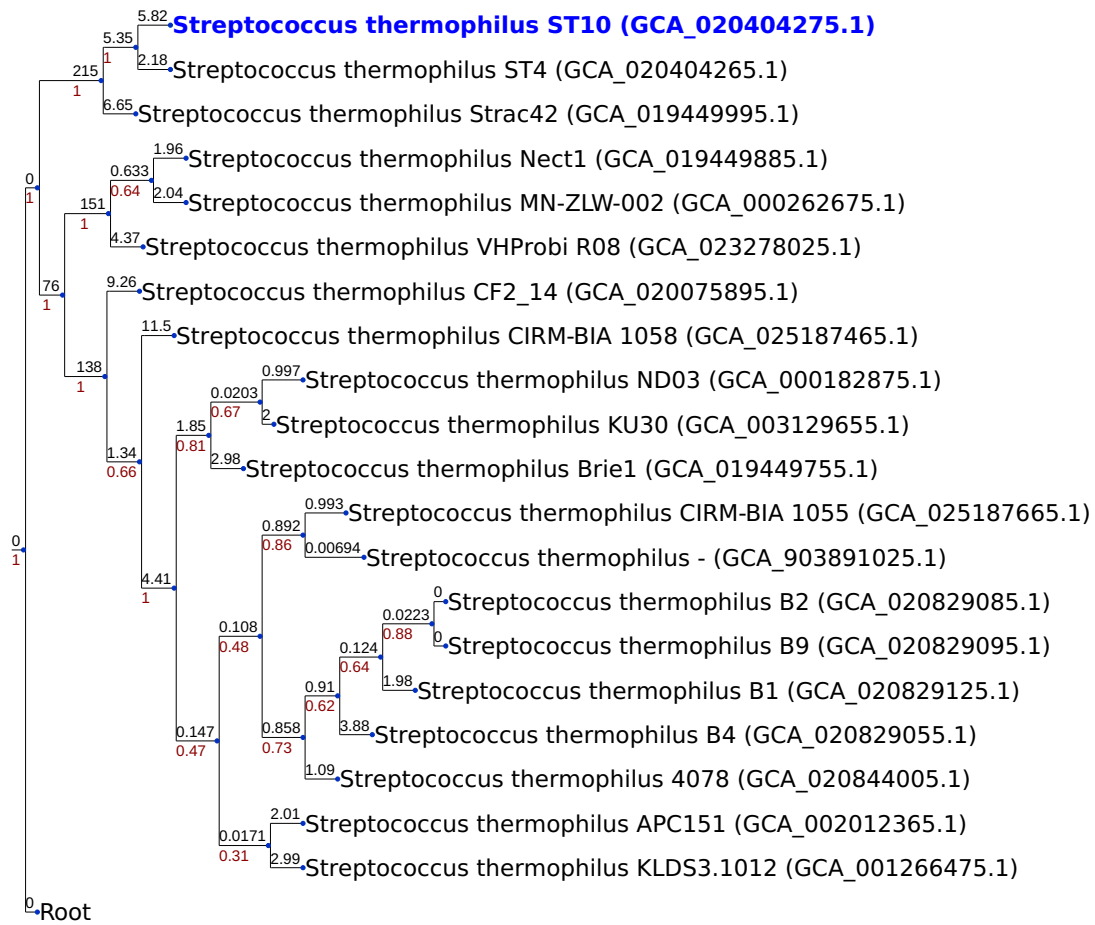 5.82
Streptococcus thermophilus ST10 (GCA_020404275.1)
5.35
1
2.18
Streptococcus thermophilus ST4 (GCA_020404265.1)
215
1
6.65
Streptococcus thermophilus Strac42 (GCA_019449995.1)
1.96
Streptococcus thermophilus Nect1 (GCA_019449885.1)
0.633
0.64
0
1
2.04
Streptococcus thermophilus MN-ZLW-002 (GCA_000262675.1)
151
1
4.37
Streptococcus thermophilus VHProbi R08 (GCA_023278025.1)
76
1
9.26
Streptococcus thermophilus CF2_14 (GCA_020075895.1)
11.5
Streptococcus thermophilus CIRM-BIA 1058 (GCA_025187465.1)
138
1
0.997
Streptococcus thermophilus ND03 (GCA_000182875.1)
0.0203
0.67
2
Streptococcus thermophilus KU30 (GCA_003129655.1)
1.85
0.81
1.34
0.66
2.98
Streptococcus thermophilus Brie1 (GCA_019449755.1)
0.993
Streptococcus thermophilus CIRM-BIA 1055 (GCA_025187665.1)
0.892
0.86
0
1
0.00694
Streptococcus thermophilus - (GCA_903891025.1)
4.41
1
0
Streptococcus thermophilus B2 (GCA_020829085.1)
0.0223
0.88
0.108
0.48
0
Streptococcus thermophilus B9 (GCA_020829095.1)
0.124
0.64
1.98
Streptococcus thermophilus B1 (GCA_020829125.1)
0.91
0.62
3.88
Streptococcus thermophilus B4 (GCA_020829055.1)
0.147
0.47
0.858
0.73
1.09
Streptococcus thermophilus 4078 (GCA_020844005.1)
2.01
Streptococcus thermophilus APC151 (GCA_002012365.1)
0.0171
0.31
2.99
Streptococcus thermophilus KLDS3.1012 (GCA_001266475.1)
0
Root